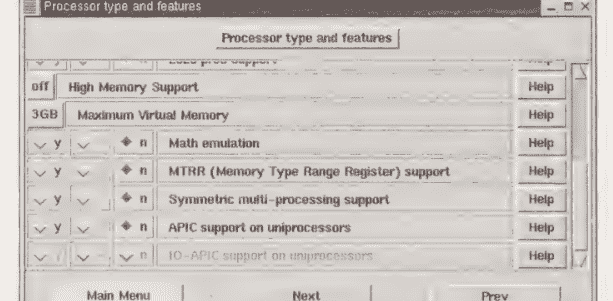 Processor type and features
Processor type and features
off High Memory Support Help
3GB Maximum Virtual Memory Help
y n Math emulation Help
y n MTRR (Memory Type Range Register) support Help
y n Symmetric multi-processing support Help
y n APIC support on uniprocessors Help
y n IO-APIC support on uniprocessors Help
Main Menu Next Prev